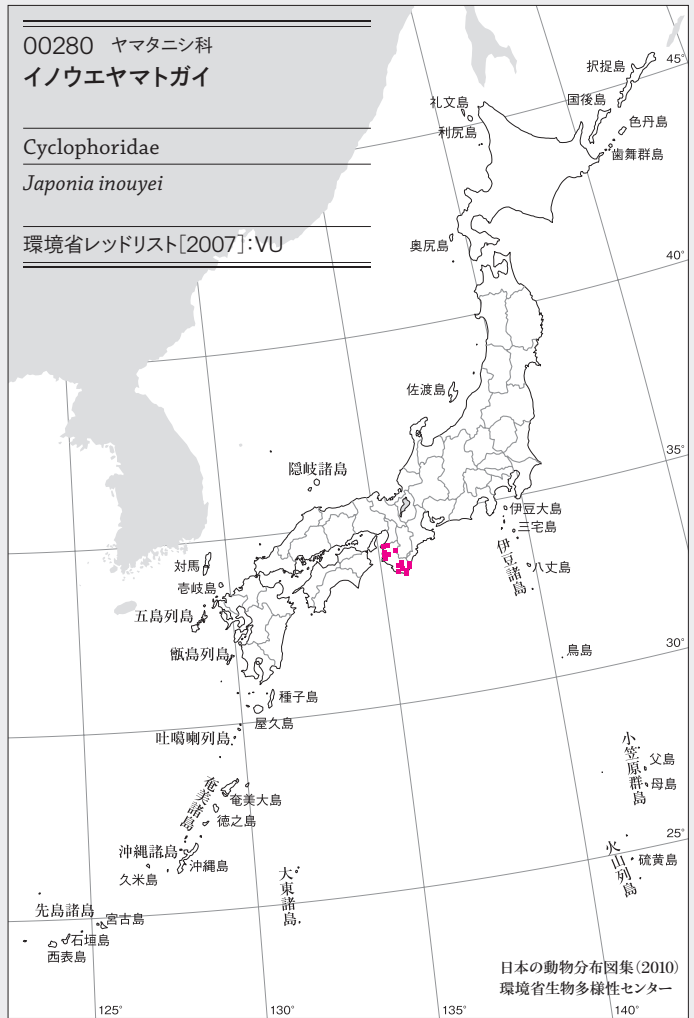 00280 ヤマタニシ科
イノウエヤマトガイ
Cyclophoridae
Japonia inouyei
環境省レッドリスト[2007]:VU
択捉島
45°
礼文島
国後島
利尻島
色丹島
歯舞群島
奥尻島
40°
佐渡島
35°
隠岐諸島
伊豆大島
三宅島
伊豆諸島
八丈島
対馬
壱岐島
五島列島
甑島列島
鳥島
30°
種子島
屋久島
吐噶喇列島
小笠原群島
父島
母島
奄美諸島
奄美大島
徳之島
25°
沖縄諸島
沖縄島
久米島
火山列島
硫黄島
大東諸島
先島諸島
宮古島
石垣島
西表島
日本の動物分布図集(2010)
環境省生物多様性センター
125°
130°
135°
140°